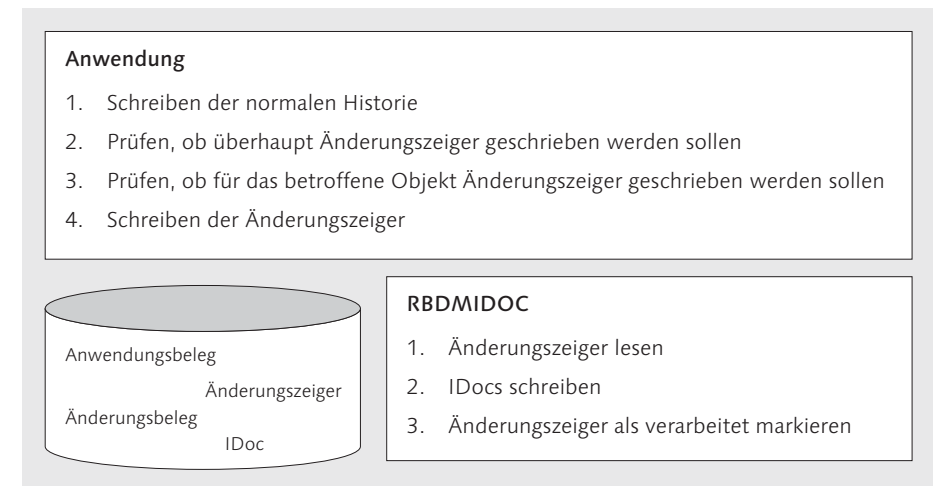 Anwendung
1. Schreiben der normalen Historie
2. Prüfen, ob überhaupt Änderungszeiger geschrieben werden sollen
3. Prüfen, ob für das betroffene Objekt Änderungszeiger geschrieben werden sollen
4. Schreiben der Änderungszeiger
Anwendungsbeleg
Änderungszeiger
Änderungsbeleg
IDoc
RBDMIDOC
1. Änderungszeiger lesen
2. IDocs schreiben
3. Änderungszeiger als verarbeitet markieren